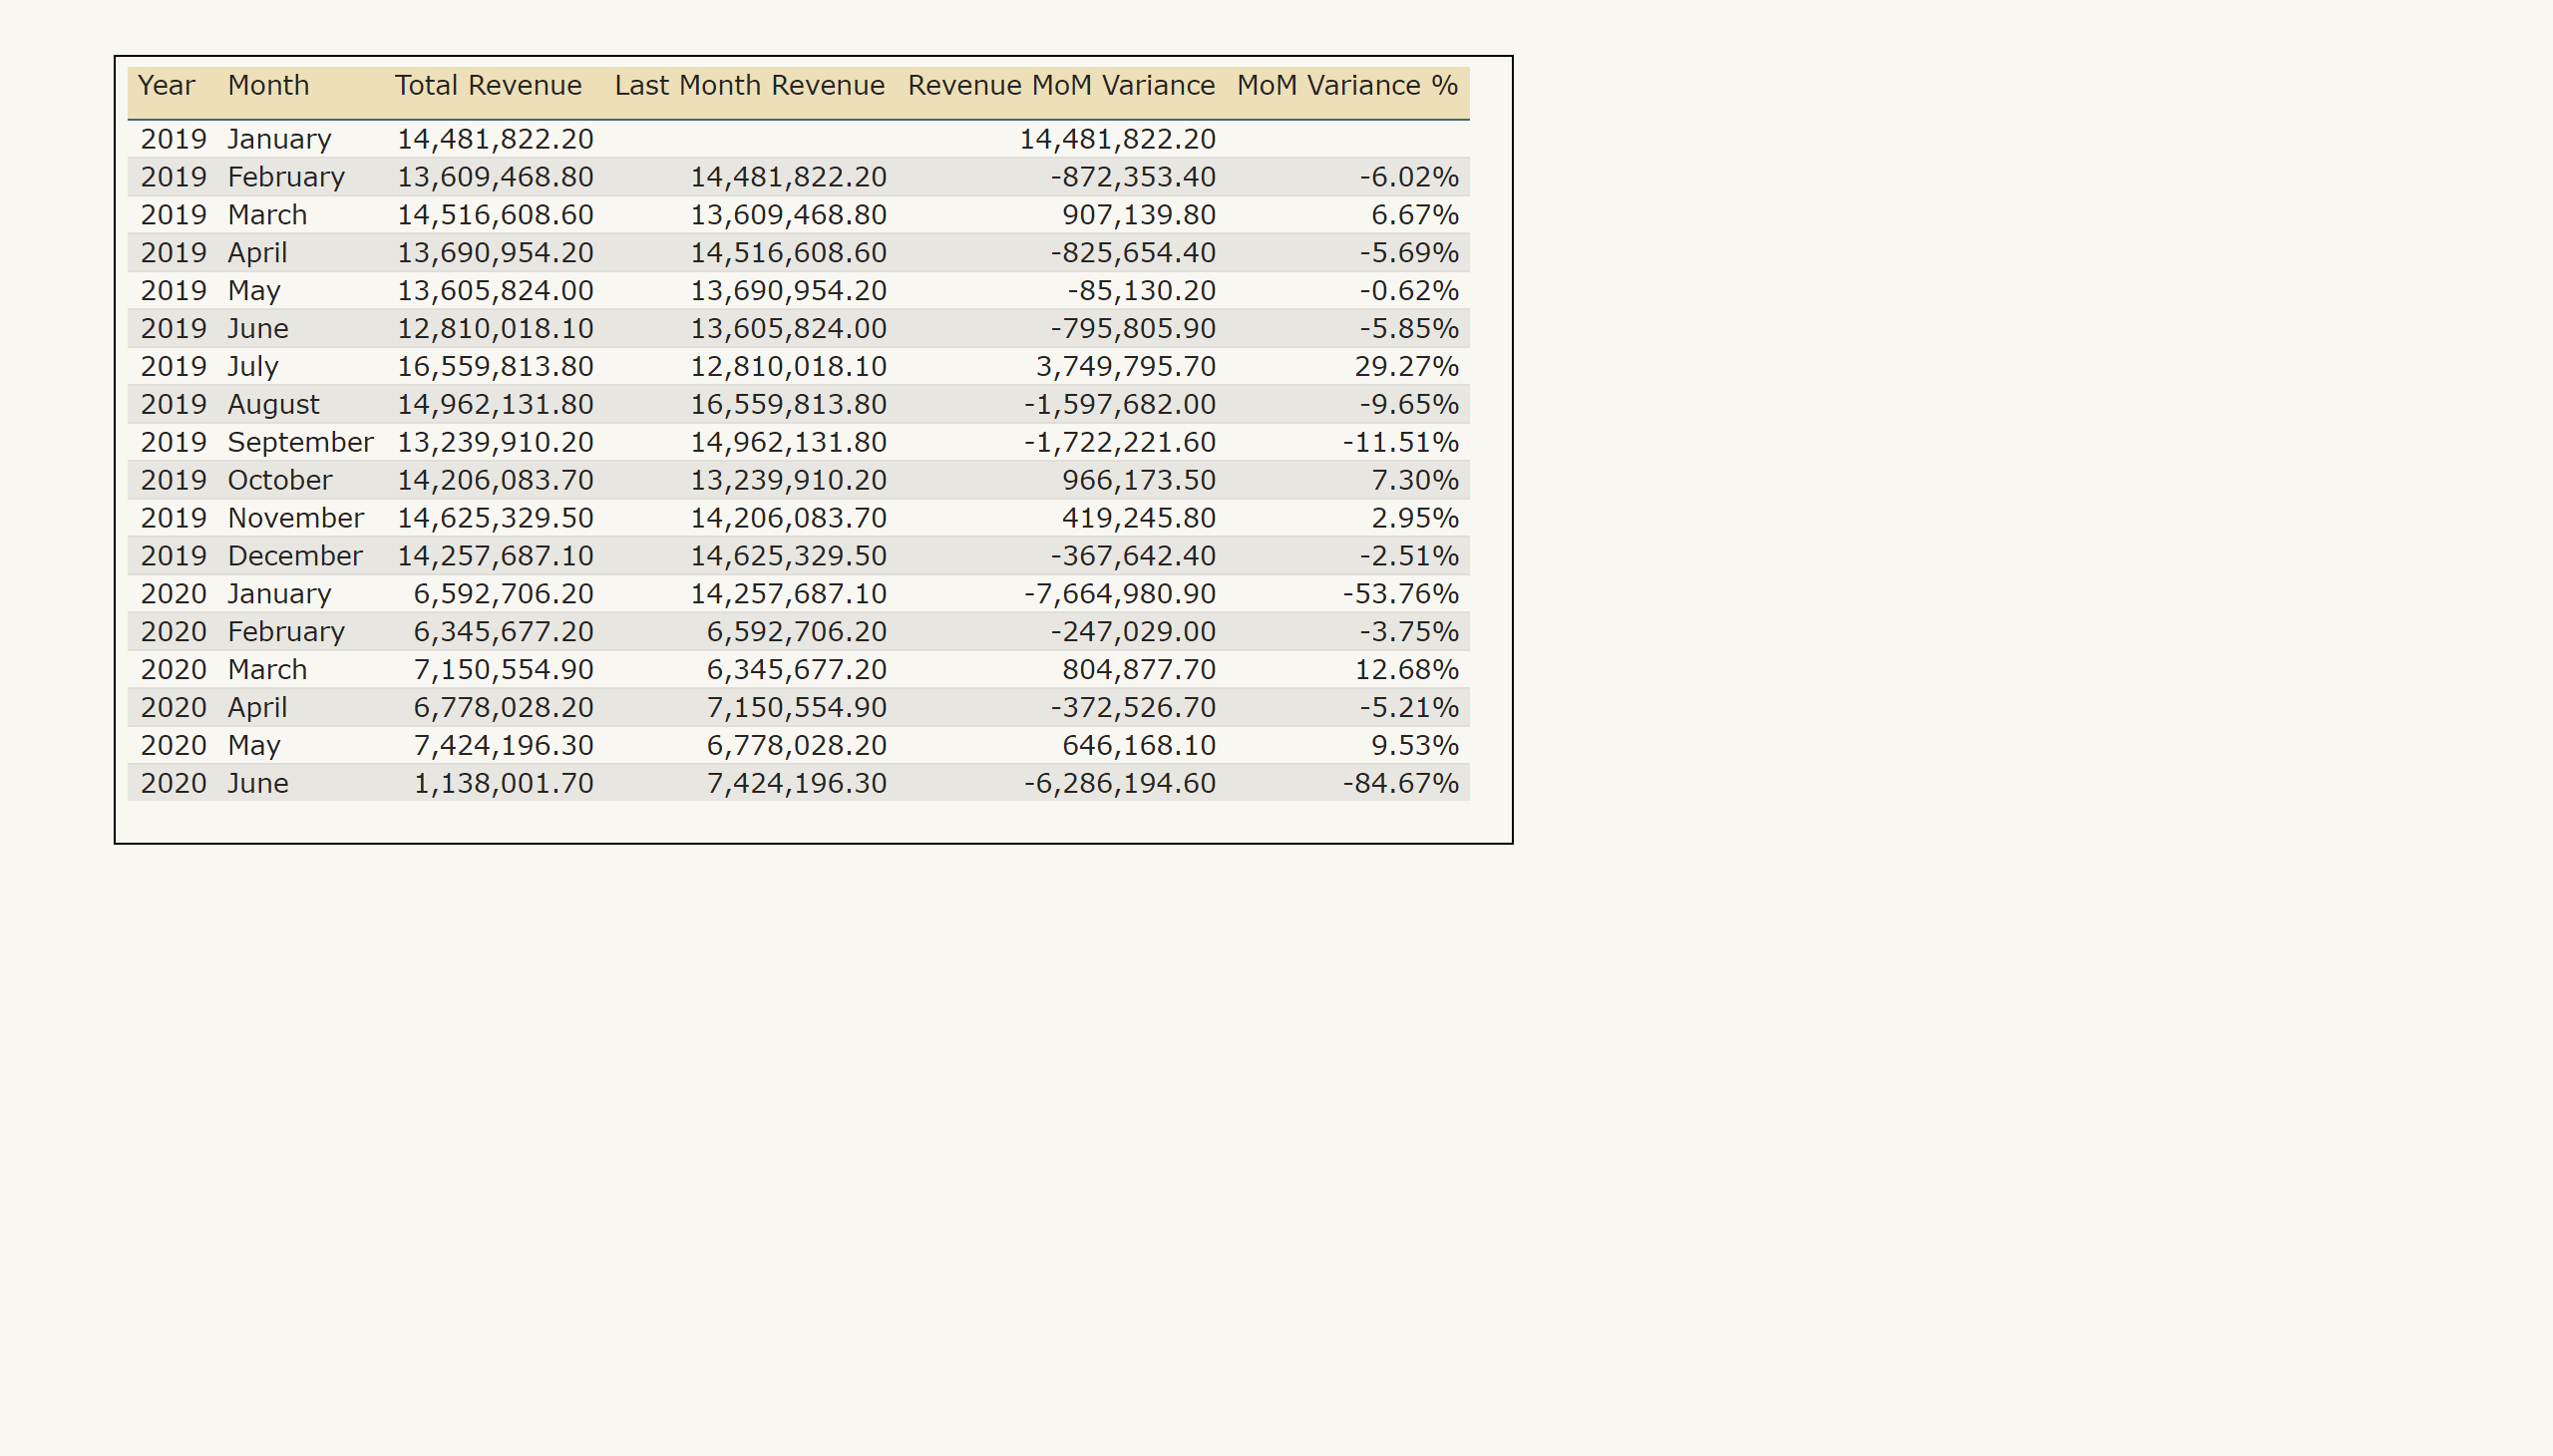 Year Month Total Revenue Last Month Revenue Revenue MoM Variance MoM Variance %
2019 January 14,481,822.20 14,481,822.20
2019 February 13,609,468.80 14,481,822.20 -872,353.40 -6.02%
2019 March 14,516,608.60 13,609,468.80 907,139.80 6.67%
2019 April 13,690,954.20 14,516,608.60 -825,654.40 -5.69%
2019 May 13,605,824.00 13,690,954.20 -85,130.20 -0.62%
2019 June 12,810,018.10 13,605,824.00 -795,805.90 -5.85%
2019 July 16,559,813.80 12,810,018.10 3,749,795.70 29.27%
2019 August 14,962,131.80 16,559,813.80 -1,597,682.00 -9.65%
2019 September 13,239,910.20 14,962,131.80 -1,722,221.60 -11.51%
2019 October 14,206,083.70 13,239,910.20 966,173.50 7.30%
2019 November 14,625,329.50 14,206,083.70 419,245.80 2.95%
2019 December 14,257,687.10 14,625,329.50 -367,642.40 -2.51%
2020 January 6,592,706.20 14,257,687.10 -7,664,980.90 -53.76%
2020 February 6,345,677.20 6,592,706.20 -247,029.00 -3.75%
2020 March 7,150,554.90 6,345,677.20 804,877.70 12.68%
2020 April 6,778,028.20 7,150,554.90 -372,526.70 -5.21%
2020 May 7,424,196.30 6,778,028.20 646,168.10 9.53%
2020 June 1,138,001.70 7,424,196.30 -6,286,194.60 -84.67%